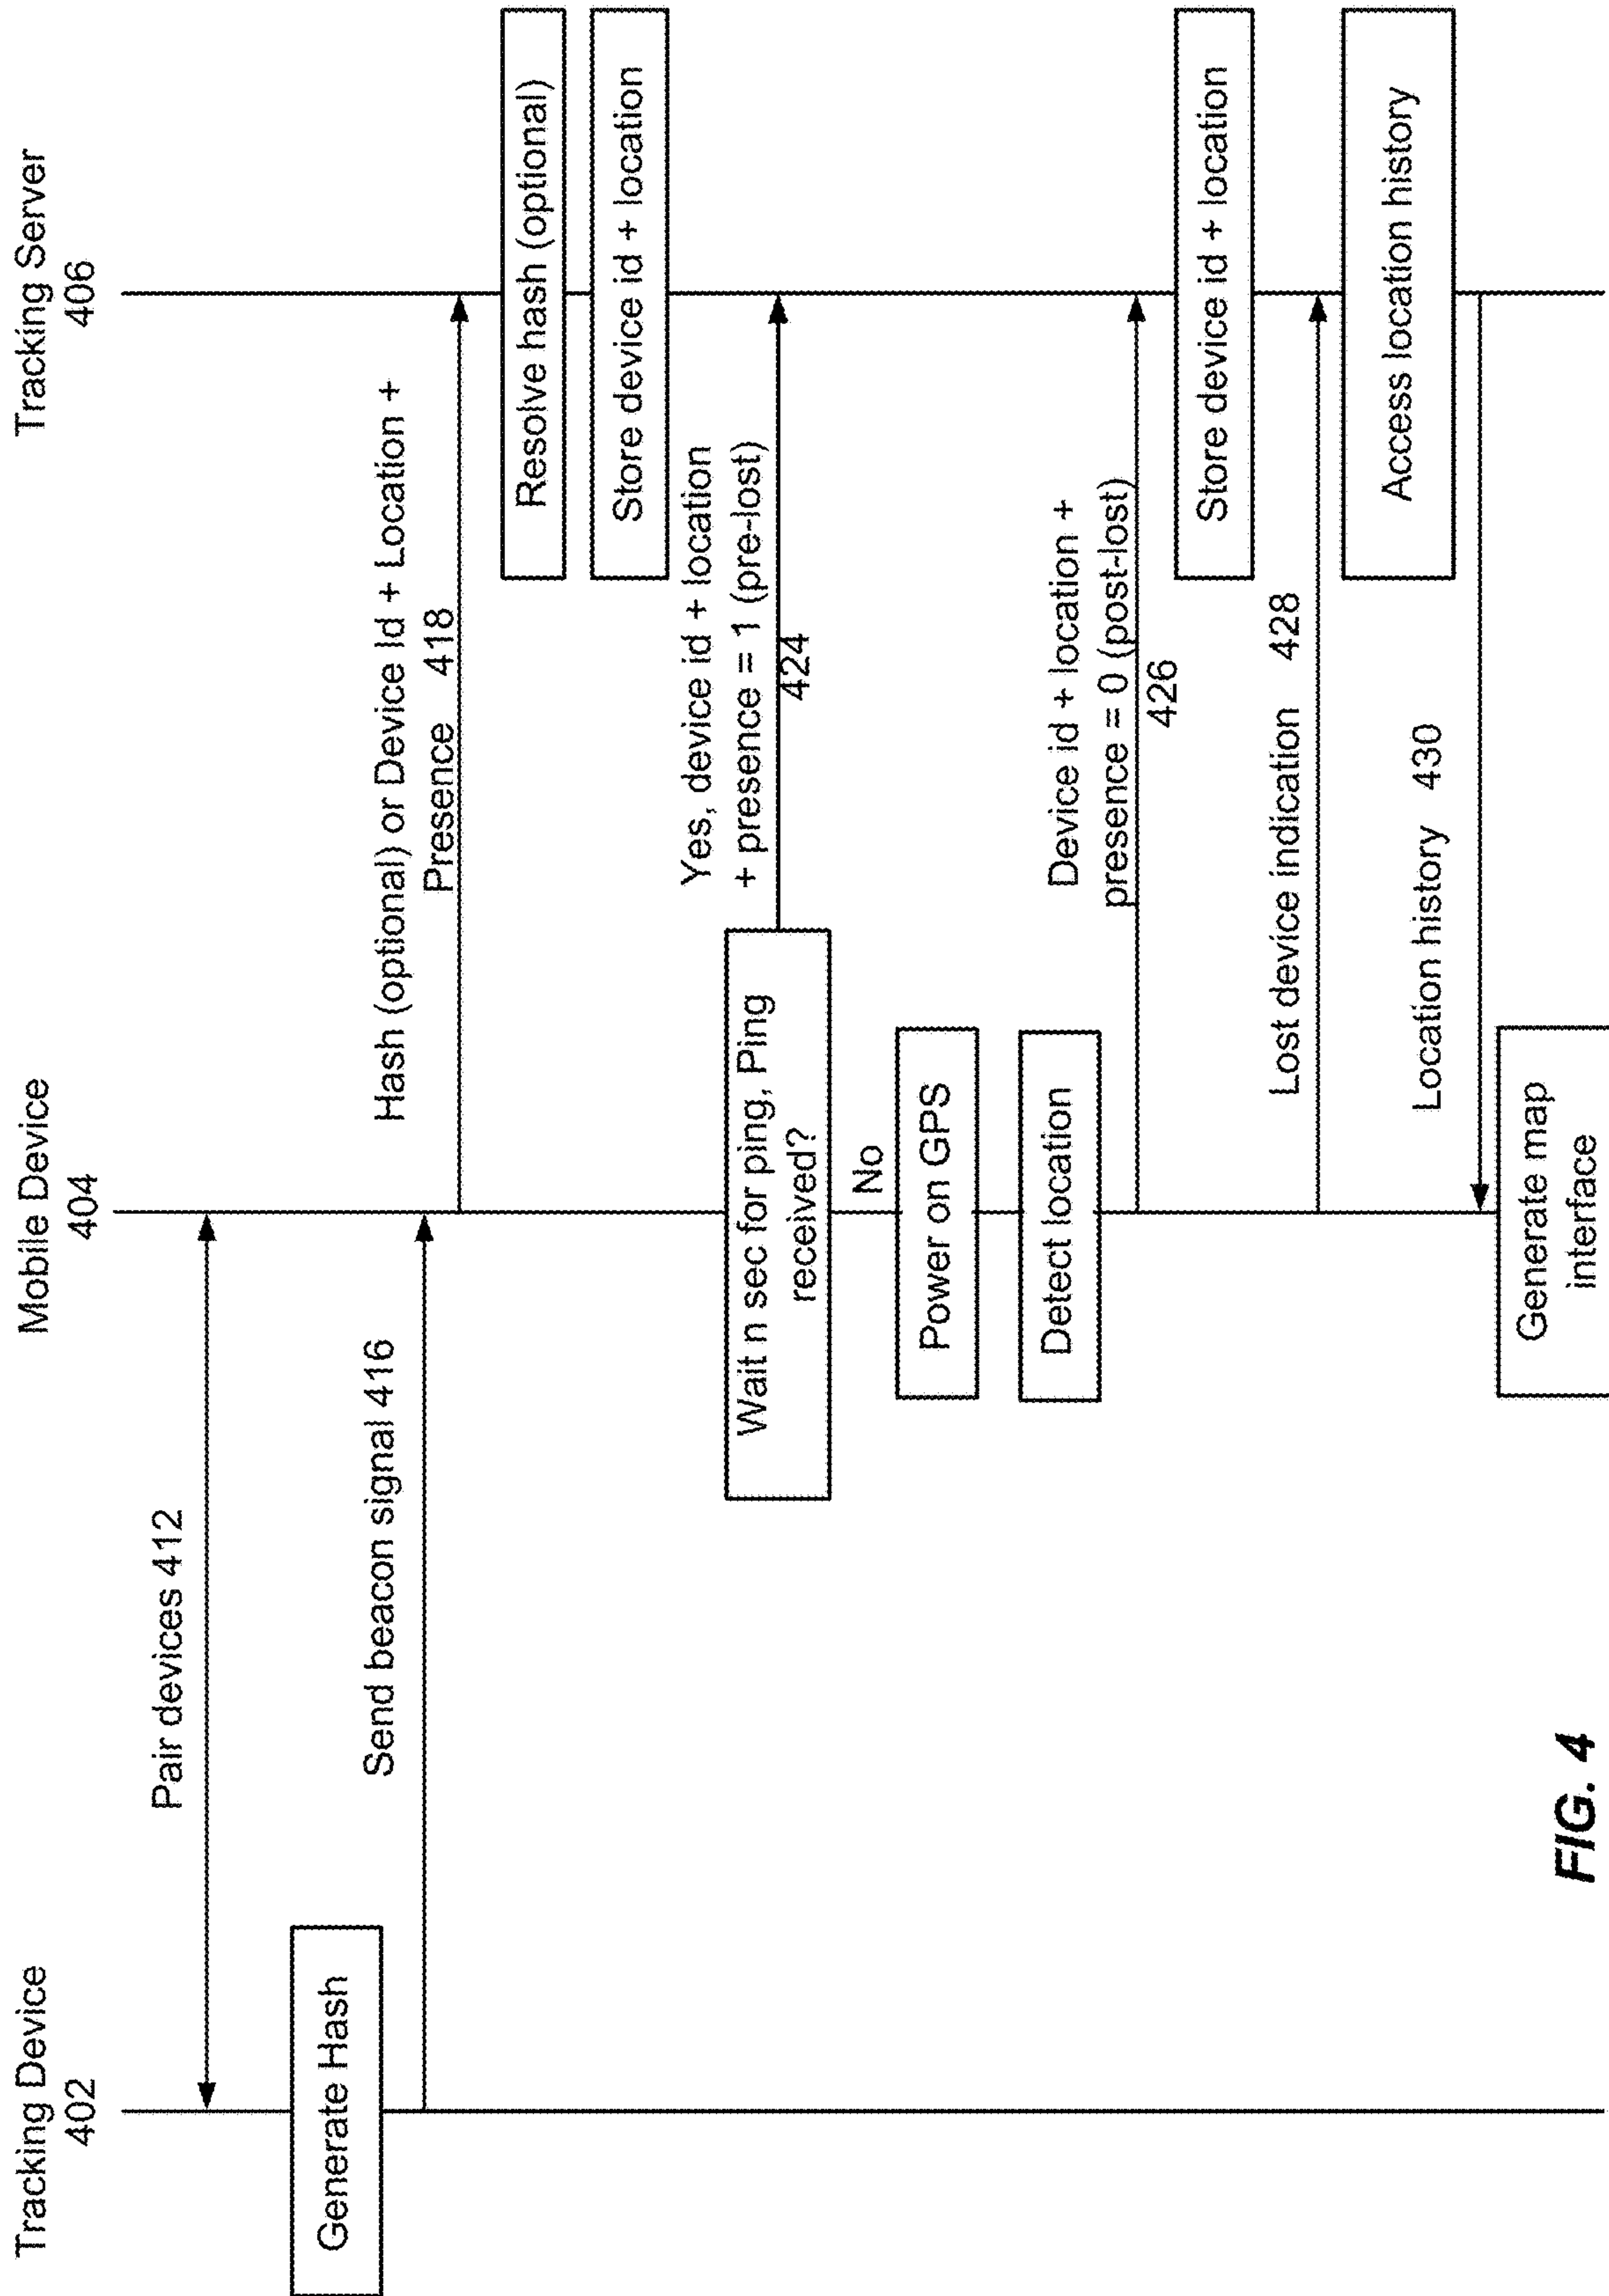 Tracking Device
402
Mobile Device
404
Tracking Server
406
Pair devices 412
Generate Hash
Send beacon signal 416
Hash (optional) or Device Id + Location +
Presence 418
Resolve hash (optional)
Store device id + location
Wait n sec for ping, Ping
received?
Yes, device id + location
+ presence = 1 (pre-lost)
424
No
Power on GPS
Detect location
Device id + location +
presence = 0 (post-lost)
426
Store device id + location
Lost device indication 428
Access location history
Location history 430
Generate map
interface
FIG. 4